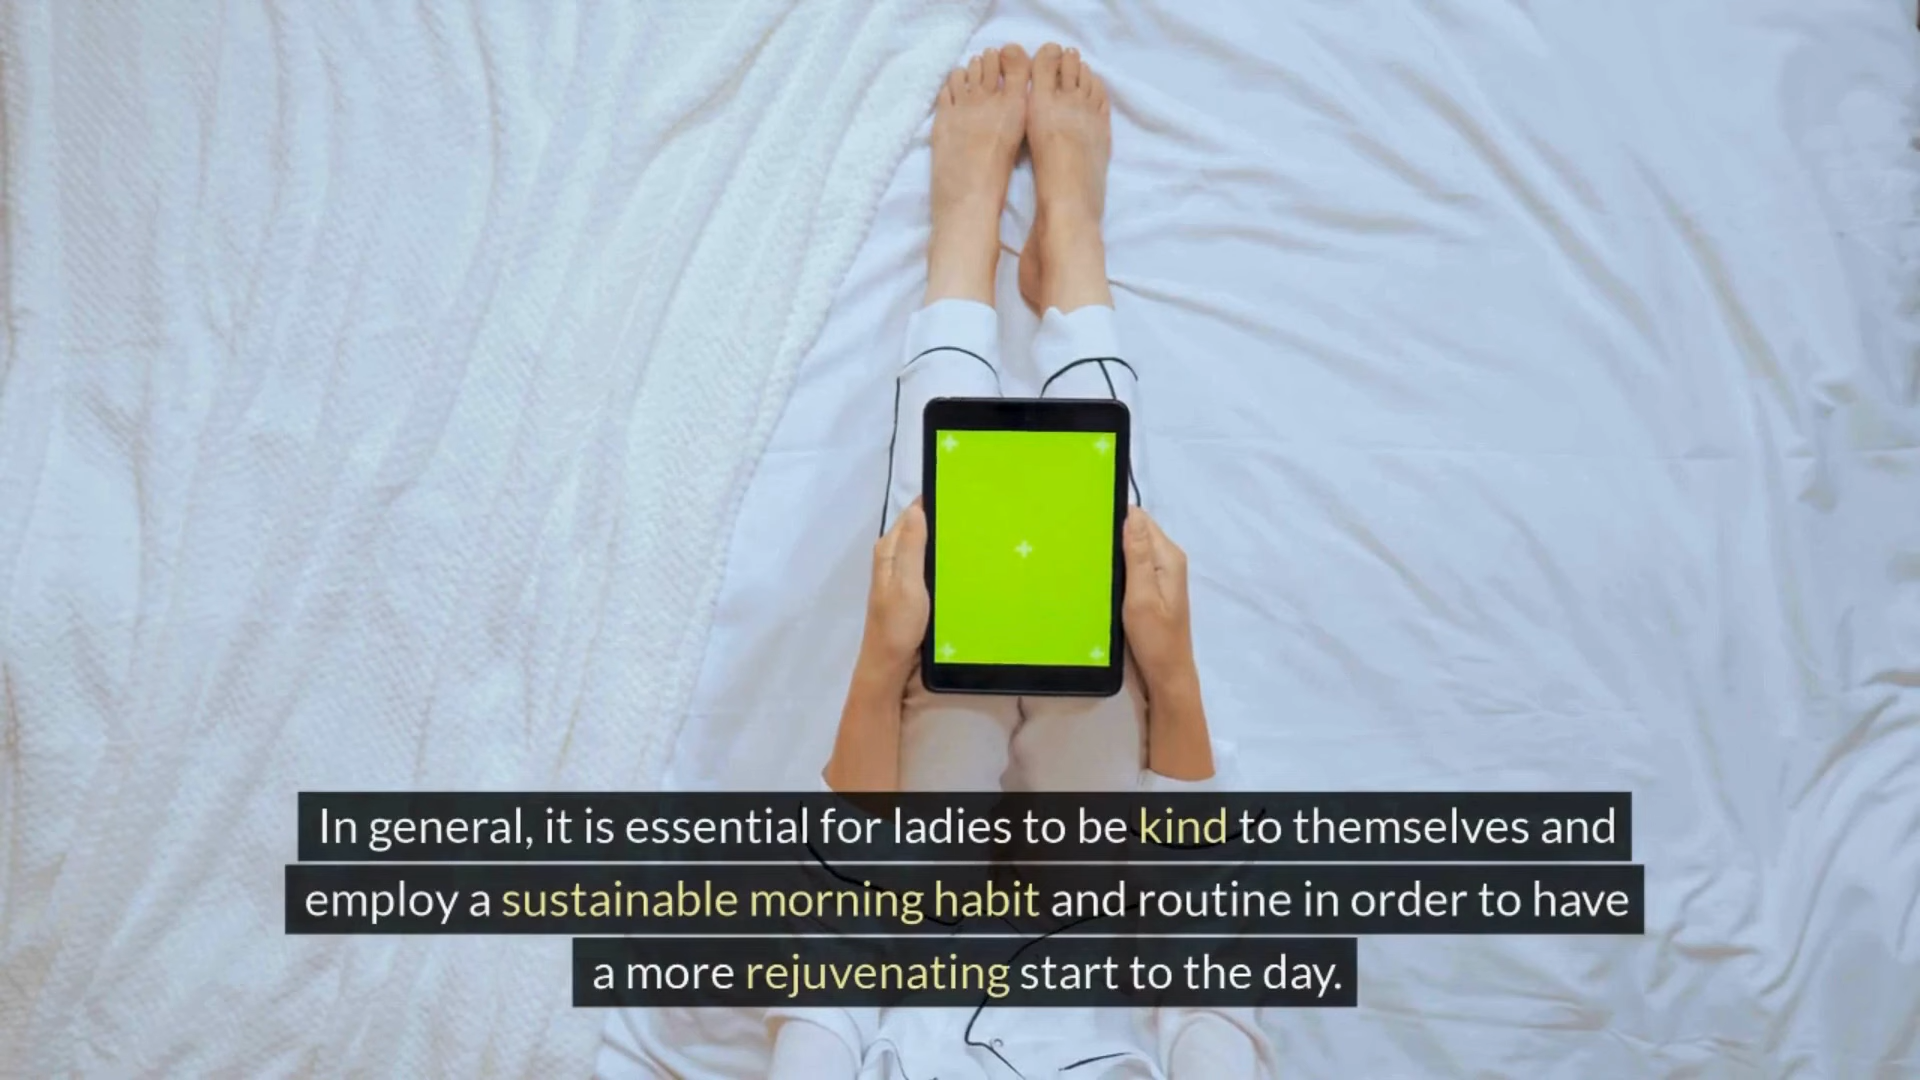 In general, it is essential for ladies to be kind to themselves and
employ a sustainable morning habit and routine in order to have
a more rejuvenating start to the day.